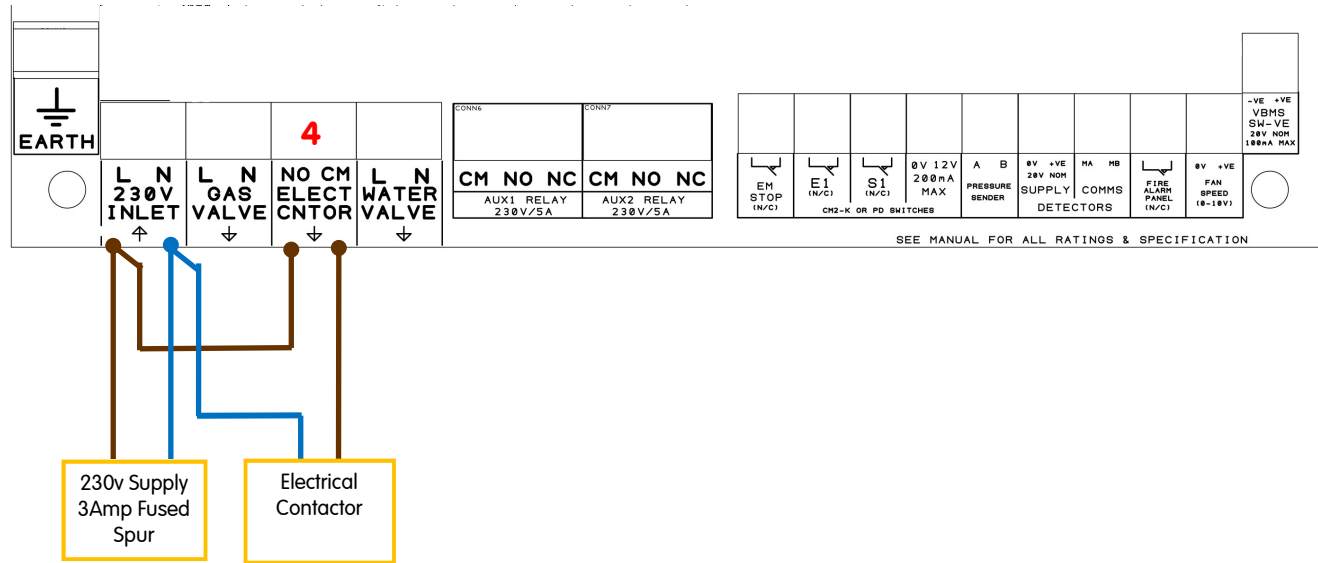 EARTH
L N
230V
INLET
L N
GAS
VALVE
4
NO CM
ELECT
CNTOR
L N
WATER
VALVE
CONN6
CM NO NC
AUX1 RELAY
230V/5A
CONN7
CM NO NC
AUX2 RELAY
230V/5A
EM
STOP
(N/C)
E1
(N/C)
S1
(N/C)
CM2-K OR PD SWITCHES
0V 12V
200mA
MAX
A B
PRESSURE
SENDER
0V +VE
20V NOM
SUPPLY
MA MB
COMMS
DETECTORS
FIRE
ALARM
PANEL
(N/C)
0V +VE
FAN
SPEED
(0-10V)
-VE +VE
VBMS
SW-VE
20V NOM
100mA MAX
SEE MANUAL FOR ALL RATINGS & SPECIFICATION
230v Supply
3Amp Fused
Spur
Electrical
Contactor